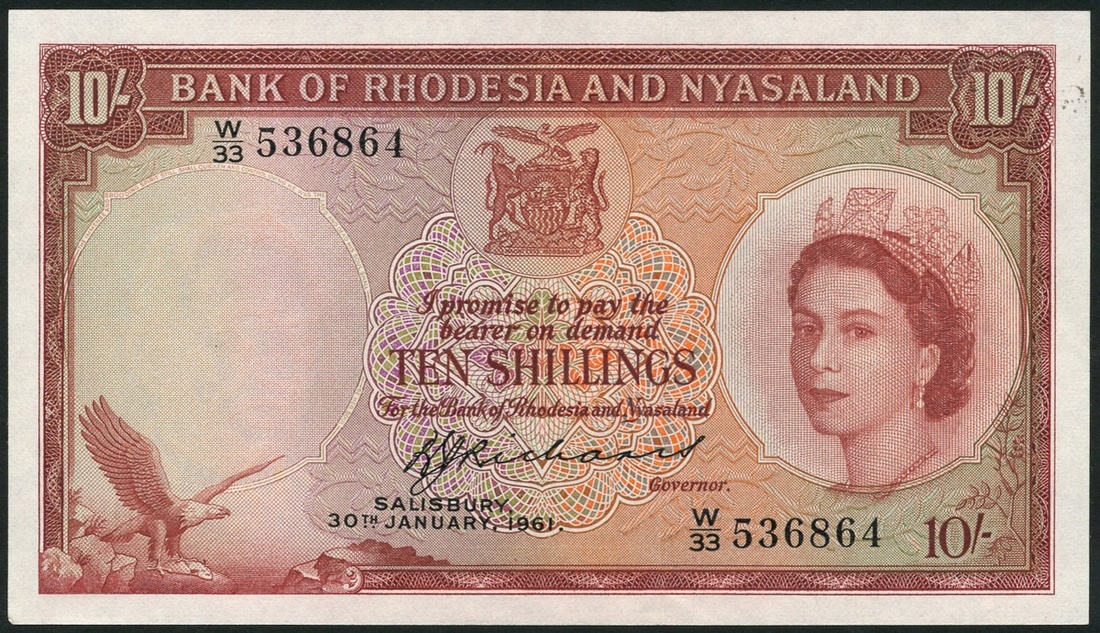 10/-
BANK OF RHODESIA AND NYASALAND
10/-
W/33 536864
I promise to pay the
bearer on demand
TEN SHILLINGS
For the Bank of Rhodesia and Nyasaland
Governor.
SALISBURY,
30TH JANUARY, 1961.
W/33 536864
10/-